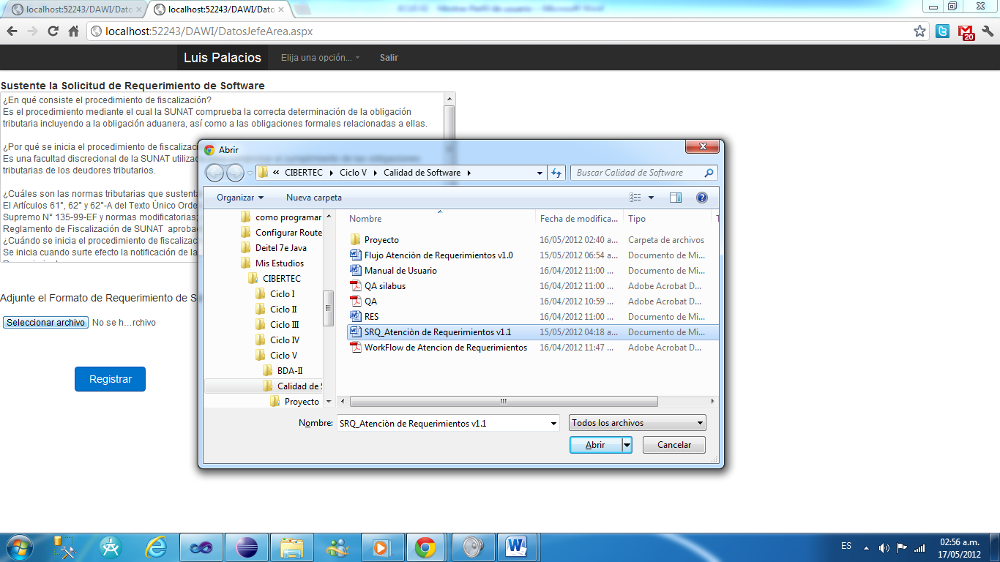 localhost:52243/DAWI/Dato
localhost:52243/DAWI/Dato
localhost:52243/DAWI/DatosJefeArea.aspx
20
Luis Palacios
Elija una opción...
Salir
Sustente la Solicitud de Requerimiento de Software
¿En qué consiste el procedimiento de fiscalización?
Es el procedimiento mediante el cual la SUNAT comprueba la correcta determinación de la obligación
tributaria incluyendo a la obligación aduanera, así como a las obligaciones formales relacionadas a ellas.
¿Por qué se inicia el procedimiento de fiscalizació
Es una facultad discrecional de la SUNAT utilizad
tributarias de los deudores tributarios.
¿Cuáles son las normas tributarias que sustenta
El Artículos 61°, 62° y 62°-A del Texto Único Orde
Supremo N° 135-99-EF y normas modificatorias;
Reglamento de Fiscalización de SUNAT aprobad
¿Cuándo se inicia el procedimiento de fiscalizac
Se inicia cuando surte efecto la notificación de la
Adjunte el Formato de Requerimiento de S
Seleccionar archivo
No se h...rchivo
Registrar
Abrir
CIBERTEC
Ciclo V
Calidad de Software
Buscar Calidad de Software
Organizar
Nueva carpeta
como programar
Configurar Route
Deitel 7e Java
Mis Estudios
CIBERTEC
Ciclo I
Ciclo II
Ciclo III
Ciclo IV
Ciclo V
BDA-II
Calidad de S
Proyecto
Nombre
Fecha de modifica...
Tipo
T
Proyecto
16/05/2012 02:40 a...
Carpeta de archivos
Flujo Atenciòn de Requerimientos v1.0
15/05/2012 06:54 a...
Documento de Mi...
Manual de Usuario
16/04/2012 11:00 ...
Documento de Mi...
QA silabus
16/04/2012 11:00 ...
Adobe Acrobat D...
QA
16/04/2012 10:59 ...
Adobe Acrobat D...
RES
16/04/2012 11:00 ...
Documento de Mi...
SRQ_Atenciòn de Requerimientos v1.1
15/05/2012 04:18 a...
Documento de Mi...
WorkFlow de Atencion de Requerimientos
16/04/2012 11:47 ...
Adobe Acrobat D...
Nombre:
SRQ_Atenciòn de Requerimientos v1.1
Todos los archivos
Abrir
Cancelar
ES
02:56 a.m.
17/05/2012